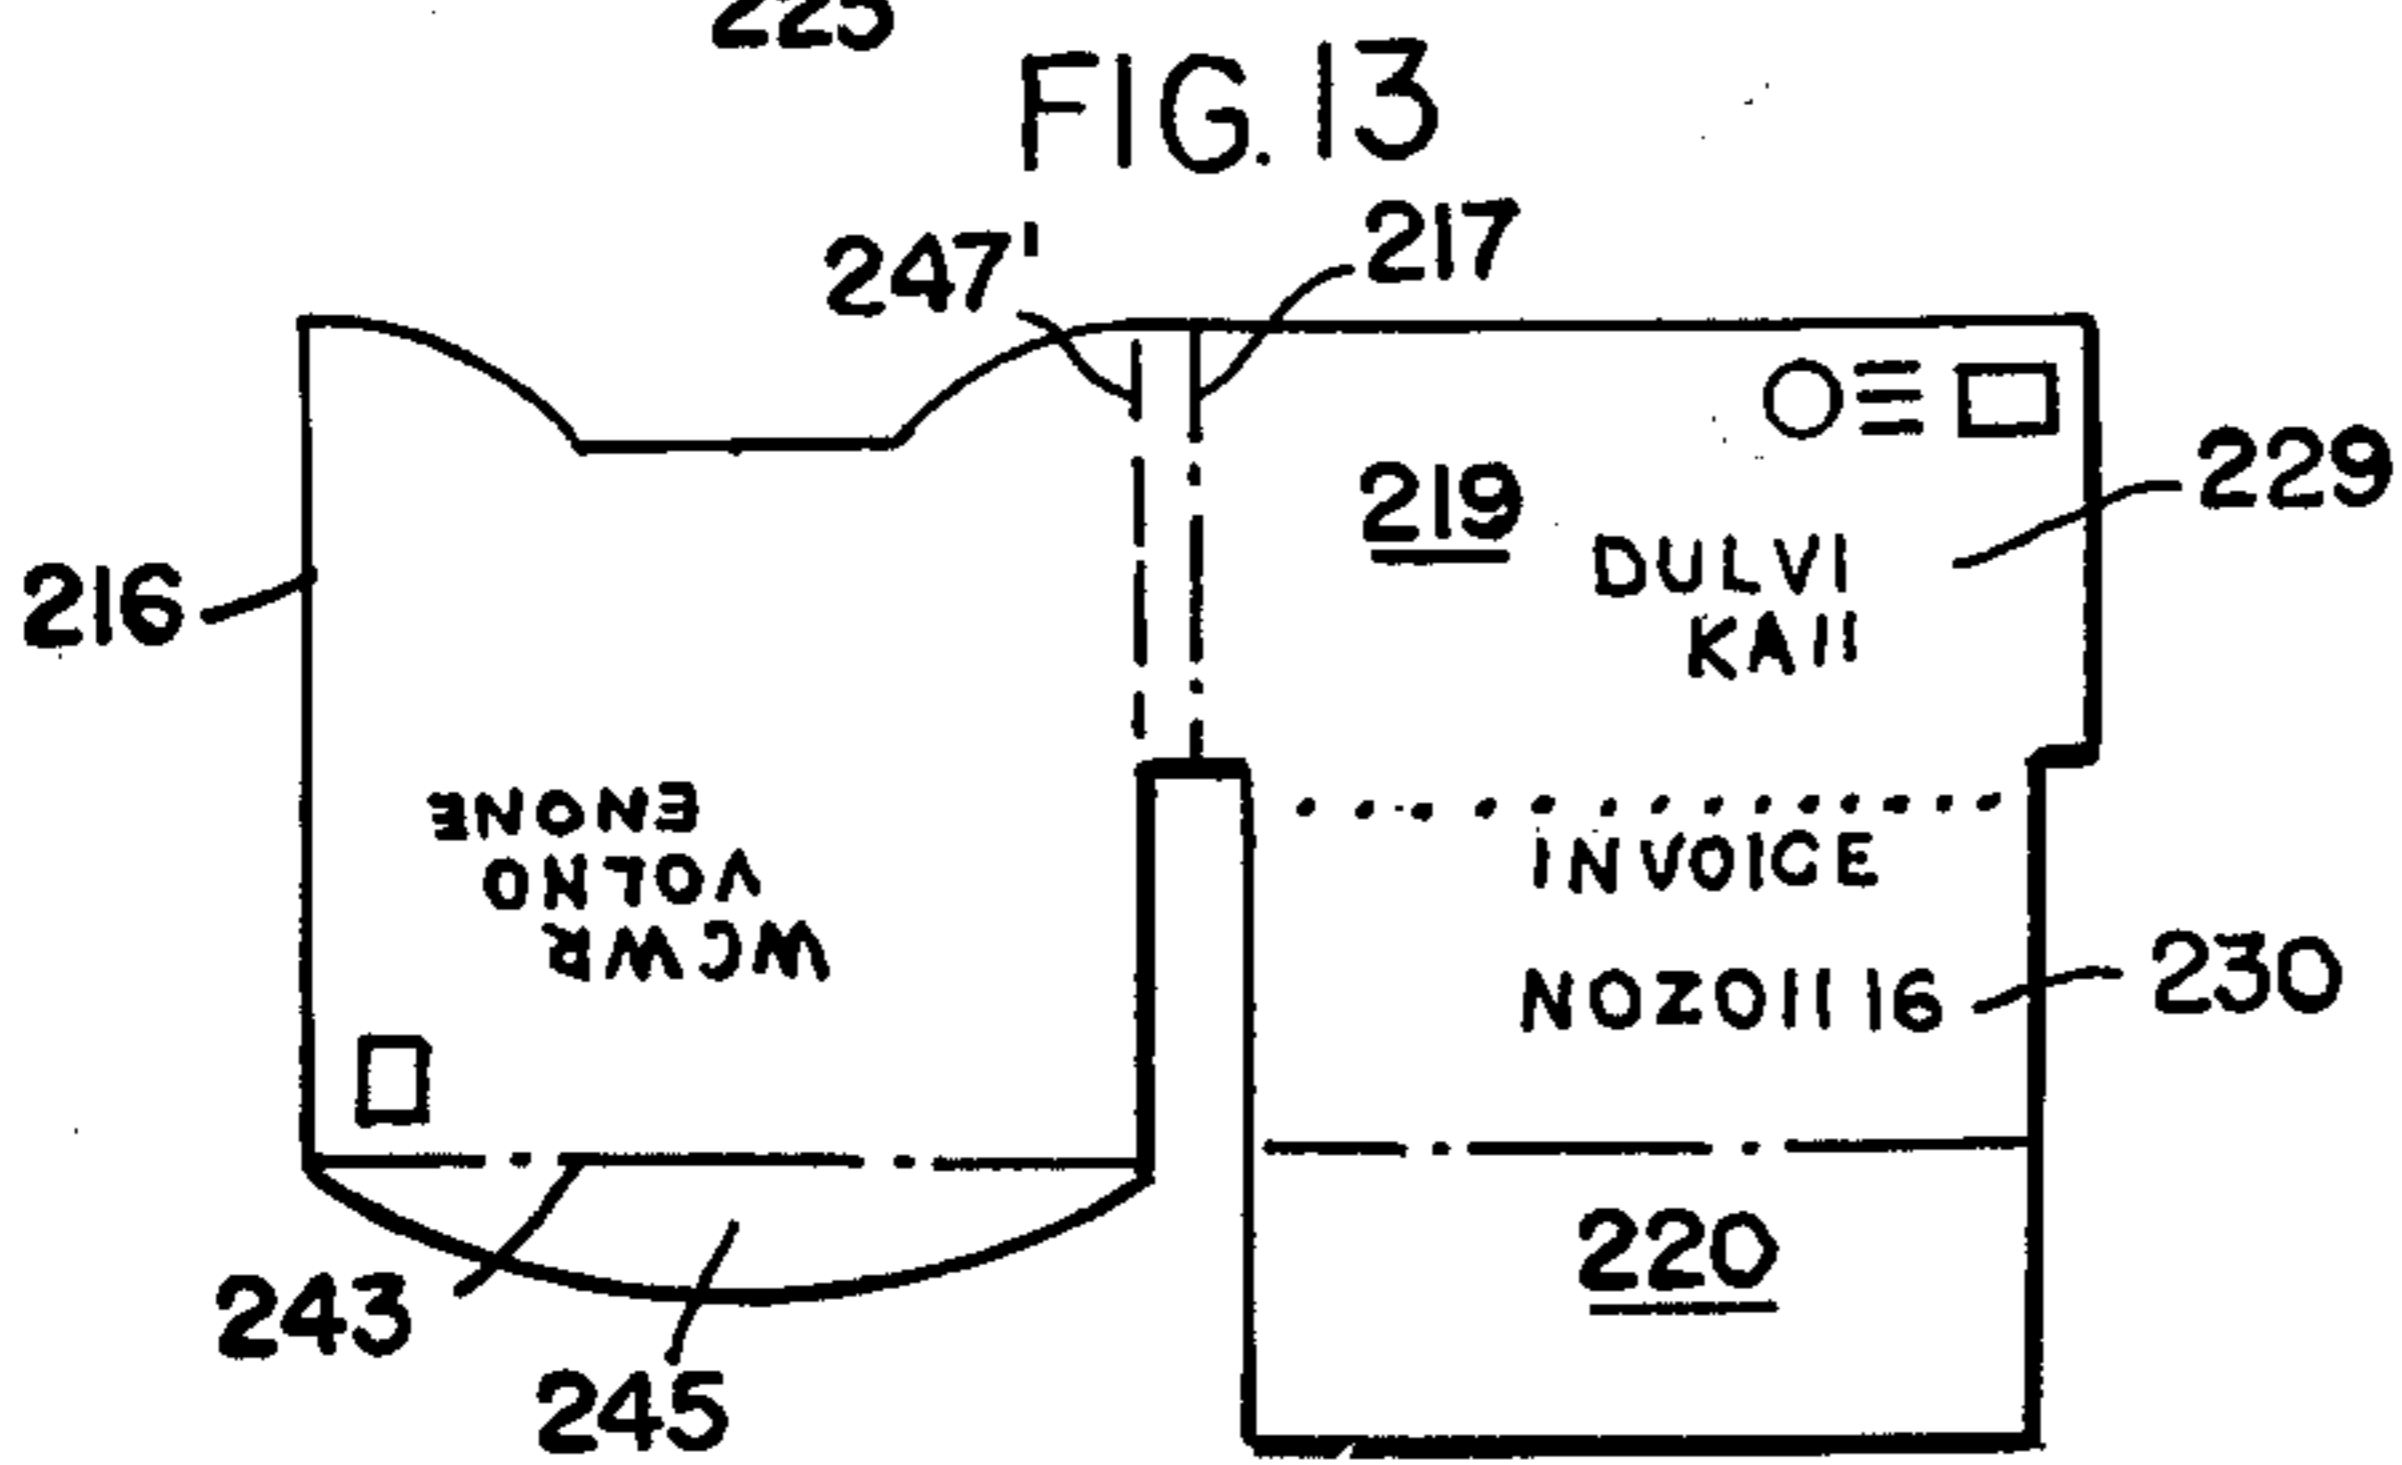 225
FIG. 13
247'
217
219
229
DULVI
KAII
216
ENONE
VOLNO
WCWR
INVOICE
NOZOII 16
230
220
243
245